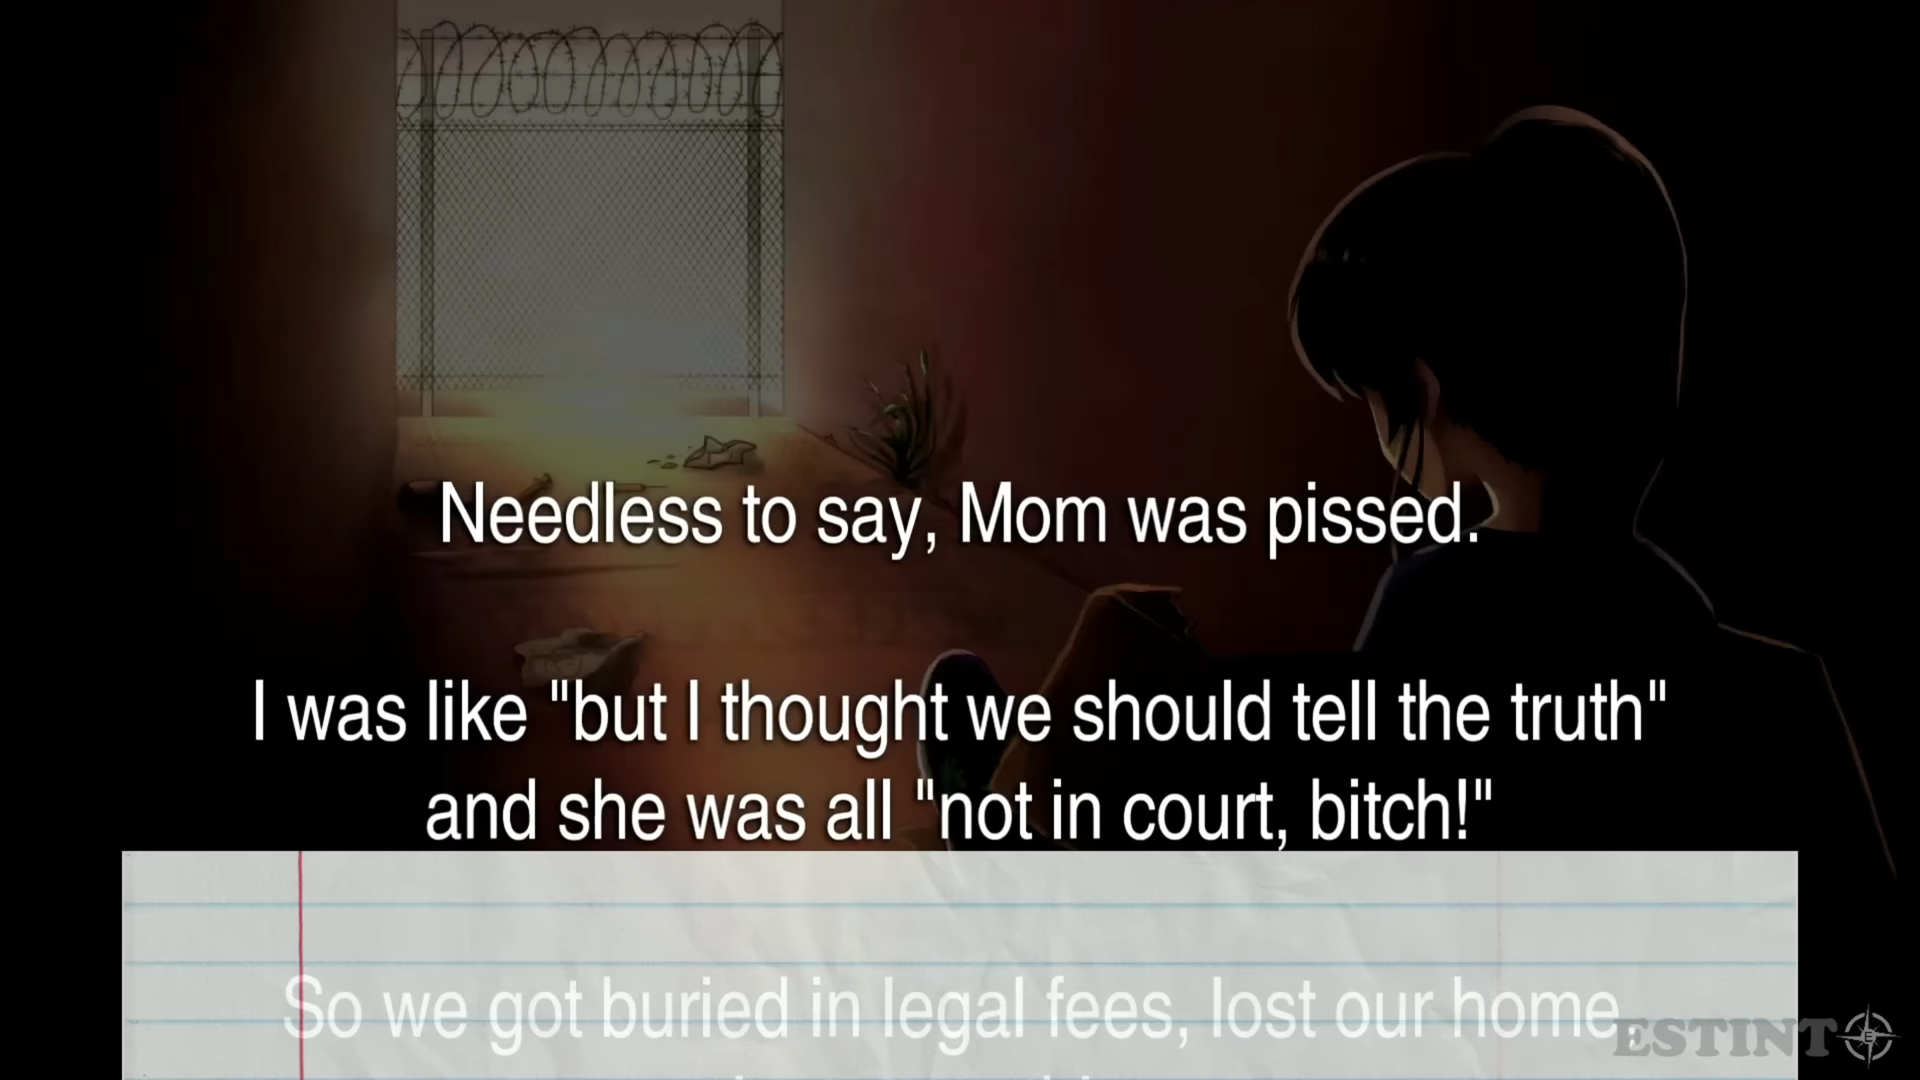 Needless to say, Mom was pissed.
I was like "but I thought we should tell the truth"
and she was all "not in court, bitch!"
So we got buried in legal fees, lost our home,
ESTINT